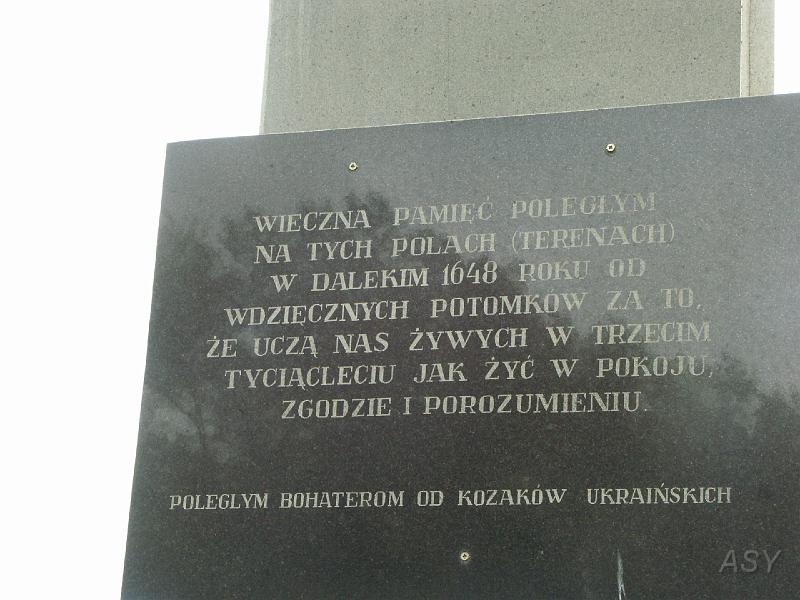 WIECZNA PAMIĘĆ POLEGŁYM
NA TYCH POLACH (TERENACH)
W DALEKIM 1648 ROKU OD
WDZIĘCZNYCH POTOMKÓW ZA TO,
ŻE UCZĄ NAS ŻYWYCH W TRZECIM
TYCIĄCLECIU JAK ŻYĆ W POKOJU,
ZGODZIE I POROZUMIENIU.
POLEGLYM BOHATEROM OD KOZAKÓW UKRAIŃSKICH
ASY